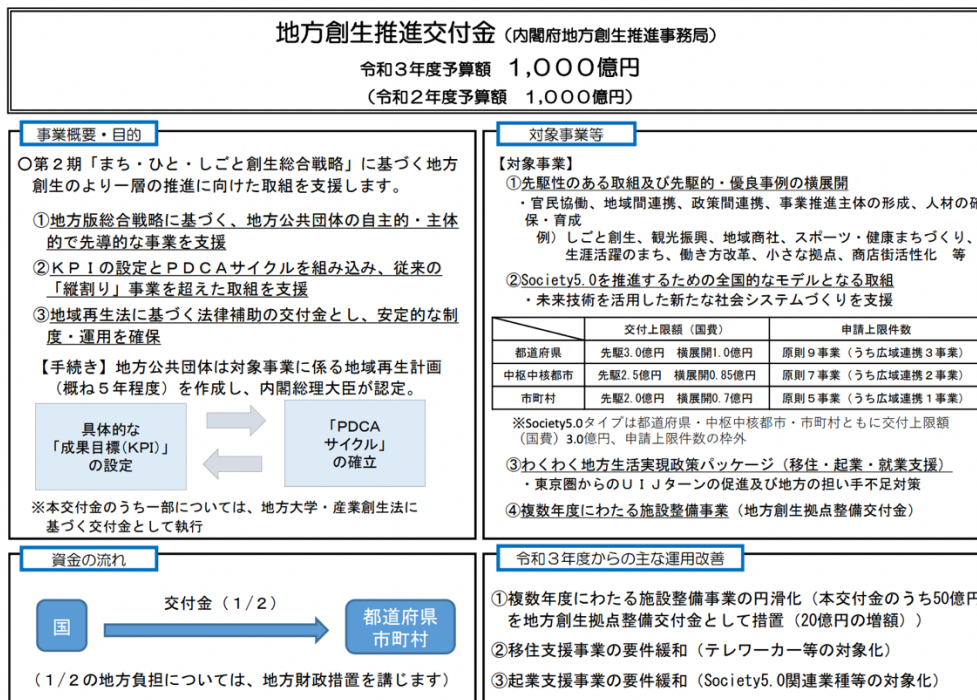 地方創生推進交付金（内閣府地方創生推進事務局）
令和３年度予算額　１，０００億円
（令和２年度予算額　１，０００億円）
事業概要・目的
〇第２期「まち・ひと・しごと創生総合戦略」に基づく地方
創生のより一層の推進に向けた取組を支援します。
①地方版総合戦略に基づく、地方公共団体の自主的・主体
的で先導的な事業を支援
②ＫＰＩの設定とＰＤＣＡサイクルを組み込み、従来の
「縦割り」事業を超えた取組を支援
③地域再生法に基づく法律補助の交付金とし、安定的な制
度・運用を確保
【手続き】地方公共団体は対象事業に係る地域再生計画
（概ね５年程度）を作成し、内閣総理大臣が認定。
具体的な
「成果目標(KPI)」
の設定
「PDCA
サイクル」
の確立
※本交付金のうち一部については、地方大学・産業創生法に
基づく交付金として執行
対象事業等
【対象事業】
①先駆性のある取組及び先駆的・優良事例の横展開
・官民協働、地域間連携、政策間連携、事業推進主体の形成、人材の確
保・育成
例）しごと創生、観光振興、地域商社、スポーツ・健康まちづくり、
生涯活躍のまち、働き方改革、小さな拠点、商店街活性化　等
②Society5.0を推進するための全国的なモデルとなる取組
・未来技術を活用した新たな社会システムづくりを支援
交付上限額（国費）　申請上限件数
都道府県　先駆3.0億円　横展開1.0億円　原則９事業（うち広域連携３事業）
中枢中核都市　先駆2.5億円　横展開0.85億円　原則７事業（うち広域連携２事業）
市町村　先駆2.0億円　横展開0.7億円　原則５事業（うち広域連携１事業）
※Society5.0タイプは都道府県・中枢中核都市・市町村ともに交付上限額
（国費）3.0億円、申請上限件数の枠外
③わくわく地方生活実現政策パッケージ（移住・起業・就業支援）
・東京圏からのＵＩＪターンの促進及び地方の担い手不足対策
④複数年度にわたる施設整備事業（地方創生拠点整備交付金）
資金の流れ
国
交付金（１/２）
都道府県
市町村
（１/２の地方負担については、地方財政措置を講じます）
令和３年度からの主な運用改善
①複数年度にわたる施設整備事業の円滑化（本交付金のうち50億円
を地方創生拠点整備交付金として措置（20億円の増額））
②移住支援事業の要件緩和（テレワーカー等の対象化）
③起業支援事業の要件緩和（Society5.0関連業種等の対象化）